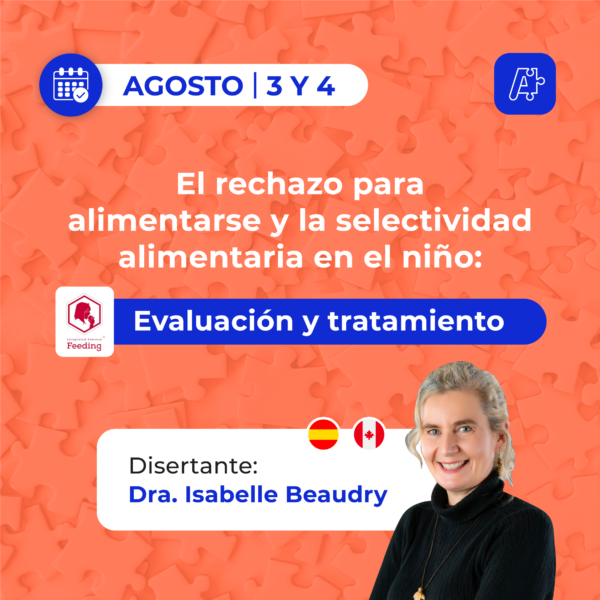 AGOSTO | 3 Y 4
A
El rechazo para
alimentarse y la selectividad
alimentaria en el niño:
Evaluación y tratamiento
Feeding
Disertante:
Dra. Isabelle Beaudry